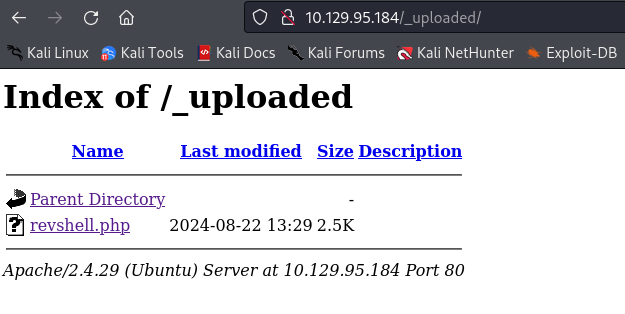 10.129.95.184/_uploaded/
Kali Linux Kali Tools Kali Docs Kali Forums Kali NetHunter Exploit-DB
Index of /_uploaded
Name Last modified Size Description
Parent Directory -
revshell.php 2024-08-22 13:29 2.5K
Apache/2.4.29 (Ubuntu) Server at 10.129.95.184 Port 80